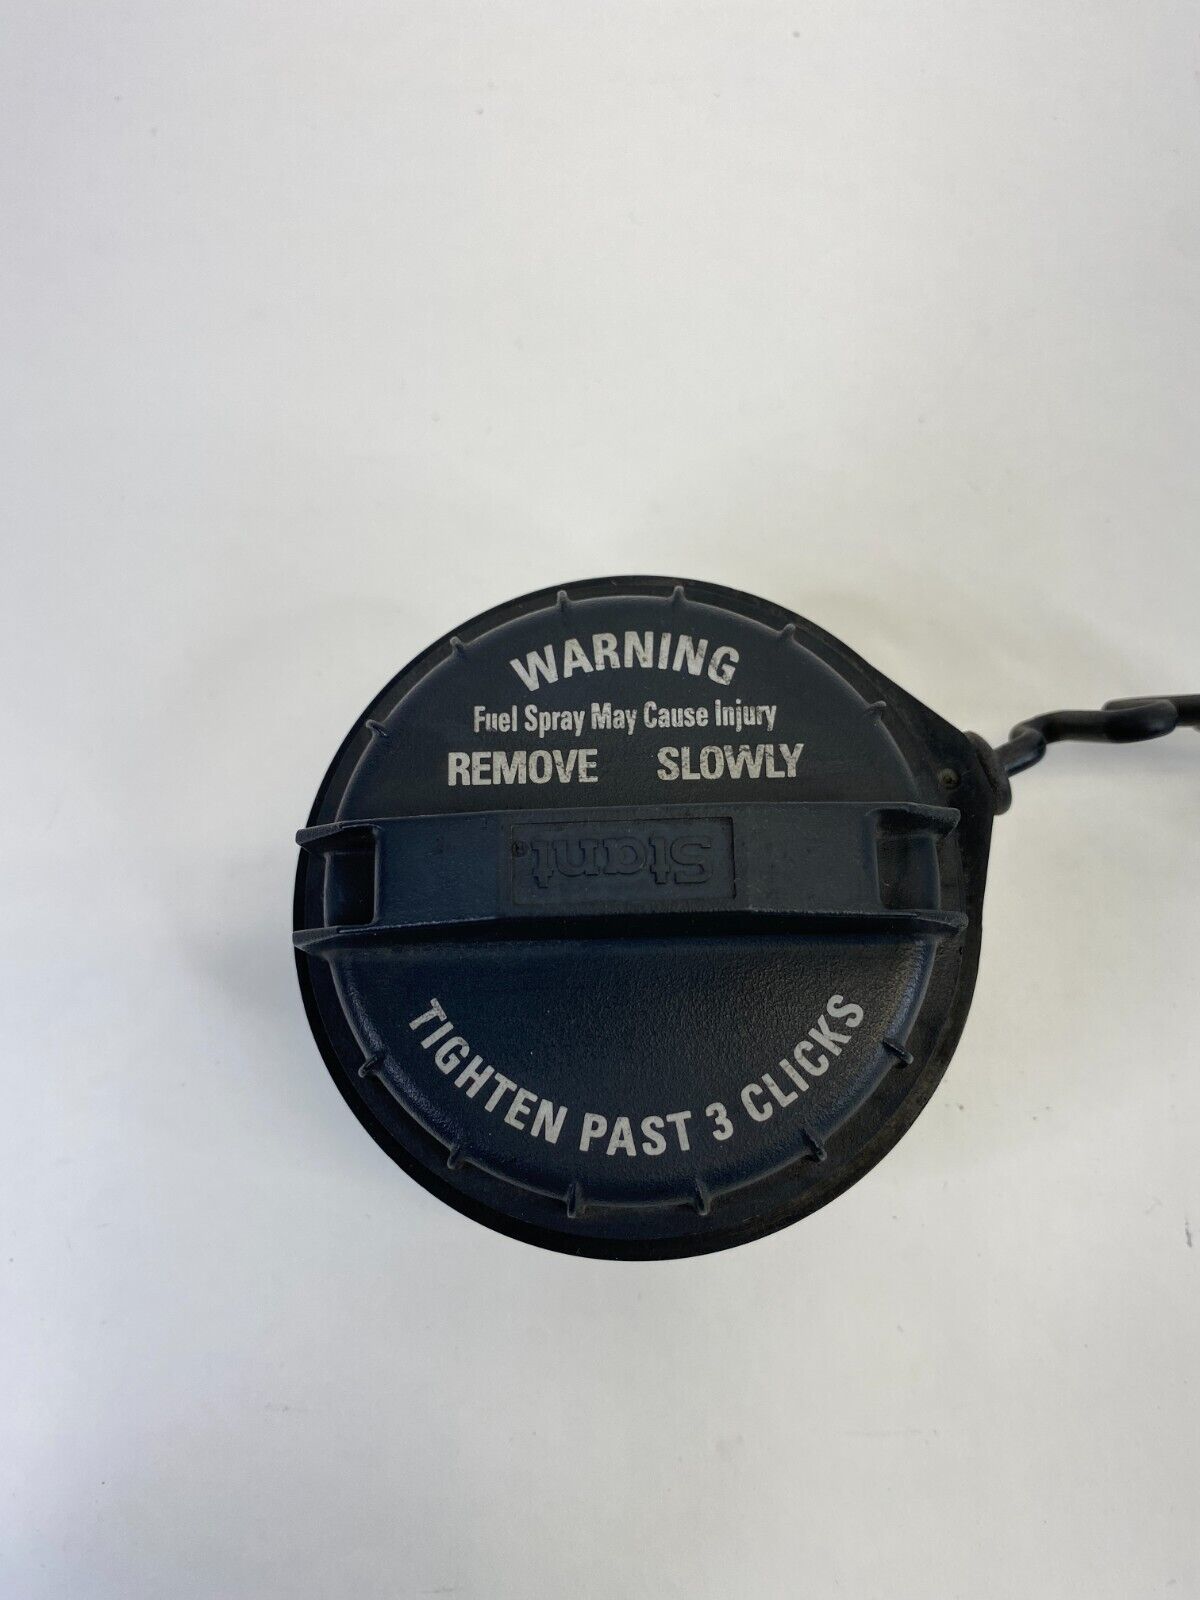 WARNING
Fuel Spray May Cause Injury
REMOVE SLOWLY
Stant®
TIGHTEN PAST 3 CLICKS